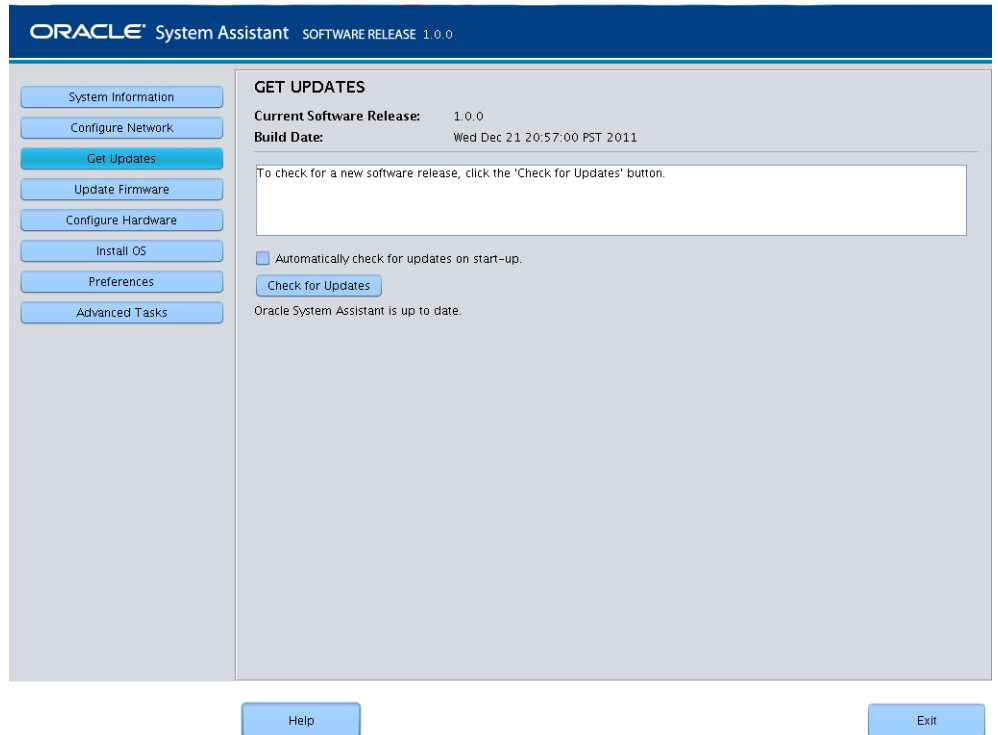 ORACLE System Assistant SOFTWARE RELEASE 1.0.0
System Information
Configure Network
Get Updates
Update Firmware
Configure Hardware
Install OS
Preferences
Advanced Tasks
GET UPDATES
Current Software Release: 1.0.0
Build Date: Wed Dec 21 20:57:00 PST 2011
To check for a new software release, click the 'Check for Updates' button.
Automatically check for updates on start-up.
Check for Updates
Oracle System Assistant is up to date.
Help
Exit